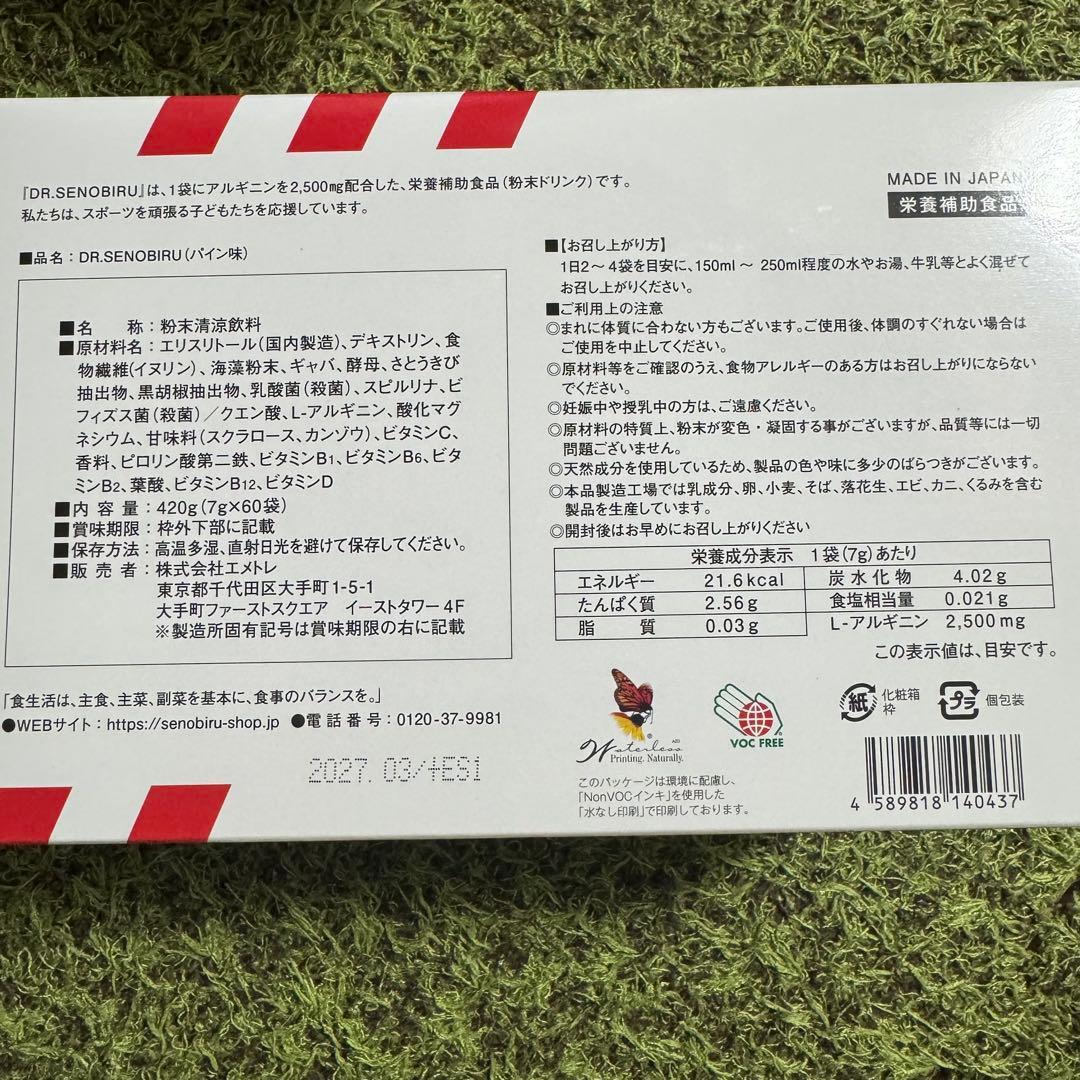 『DR.SENOBIRU』は、1袋にアルギニンを2,500㎎配合した、栄養補助食品(粉末ドリンク)です。
私たちは、スポーツを頑張る子どもたちを応援しています。
MADE IN JAPAN
栄養補助食品
■品名：DR.SENOBIRU(パイン味)
■名　　称：粉末清涼飲料
■原材料名：エリスリトール(国内製造)、デキストリン、食
物繊維(イヌリン)、海藻粉末、ギャバ、酵母、さとうきび
抽出物、黒胡椒抽出物、乳酸菌(殺菌)、スピルリナ、ビ
フィズス菌(殺菌)／クエン酸、L-アルギニン、酸化マグ
ネシウム、甘味料(スクラロース、カンゾウ)、ビタミンC、
香料、ピロリン酸第二鉄、ビタミンB1、ビタミンB6、ビタ
ミンB2、葉酸、ビタミンB12、ビタミンD
■内 容 量：420g(7g×60袋)
■賞味期限：枠外下部に記載
■保存方法：高温多湿、直射日光を避けて保存してください。
■販 売 者：株式会社エメトレ
東京都千代田区大手町1-5-1
大手町ファーストスクエア　イーストタワー4F
※製造所固有記号は賞味期限の右に記載
「食生活は、主食、主菜、副菜を基本に、食事のバランスを。」
●WEBサイト：https://senobiru-shop.jp ●電話番号：0120-37-9981
2027.03/+ES1
■【お召し上がり方】
1日2～4袋を目安に、150ml～250ml程度の水やお湯、牛乳等とよく混ぜて
お召し上がりください。
■ご利用上の注意
◎まれに体質に合わない方もございます。ご使用後、体調のすぐれない場合は
ご使用を中止してください。
◎原材料等をご確認のうえ、食物アレルギーのある方はお召し上がりにならない
でください。
◎妊娠中や授乳中の方は、ご遠慮ください。
◎原材料の特質上、粉末が変色・凝固する事がございますが、品質等には一切
問題ございません。
◎天然成分を使用しているため、製品の色や味に多少のばらつきがございます。
◎本品製造工場では乳成分、卵、小麦、そば、落花生、エビ、カニ、くるみを含む
製品を生産しています。
◎開封後はお早めにお召し上がりください
栄養成分表示　1袋(7g)あたり
エネルギー 21.6kcal 炭水化物 4.02g
たんぱく質 2.56g 食塩相当量 0.021g
脂　　質 0.03g L-アルギニン 2,500mg
この表示値は、目安です。
Waterless
Printing. Naturally.
VOC FREE
紙 化粧箱
枠
プラ 個包装
このパッケージは環境に配慮し、
「NonVOCインキ」を使用した
「水なし印刷」で印刷しております。
4 589818 140437